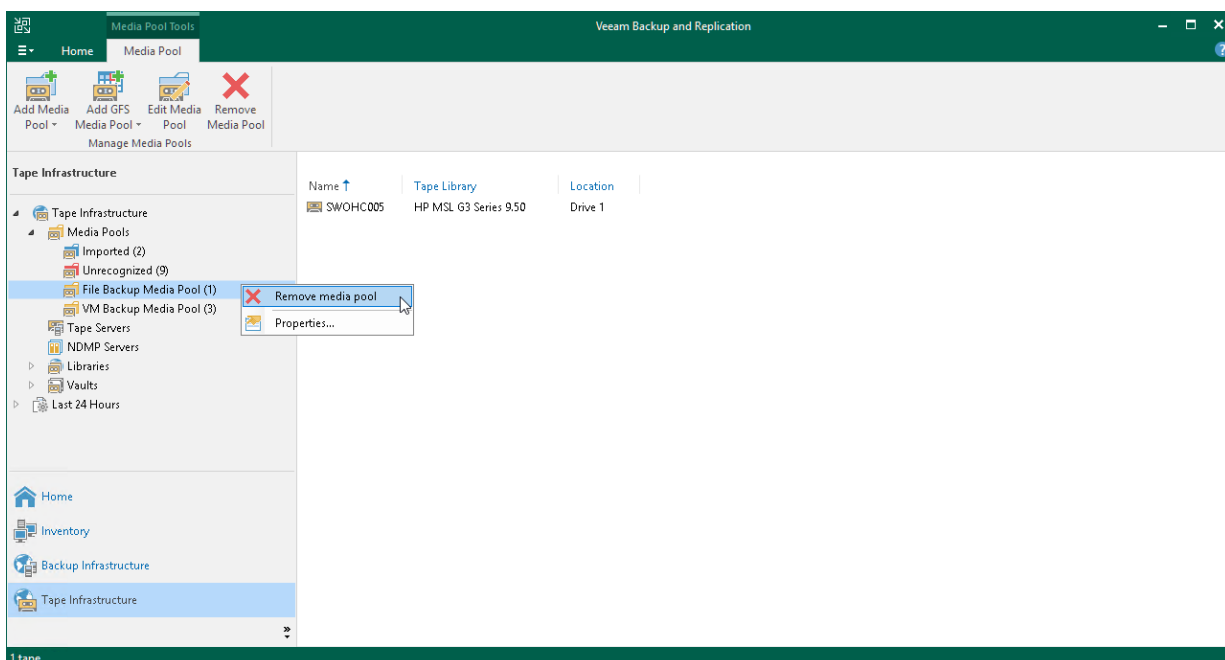 Media Pool Tools
Veeam Backup and Replication
Home
Media Pool
Add Media Pool
Add GFS Media Pool
Edit Media Pool
Remove Media Pool
Manage Media Pools
Tape Infrastructure
Tape Infrastructure
Media Pools
Imported (2)
Unrecognized (9)
File Backup Media Pool (1)
VM Backup Media Pool (3)
Tape Servers
NDMP Servers
Libraries
Vaults
Last 24 Hours
Remove media pool
Properties...
Name Tape Library Location
SWOHC005 HP MSL G3 Series 9.50 Drive 1
Home
Inventory
Backup Infrastructure
Tape Infrastructure
1 tape